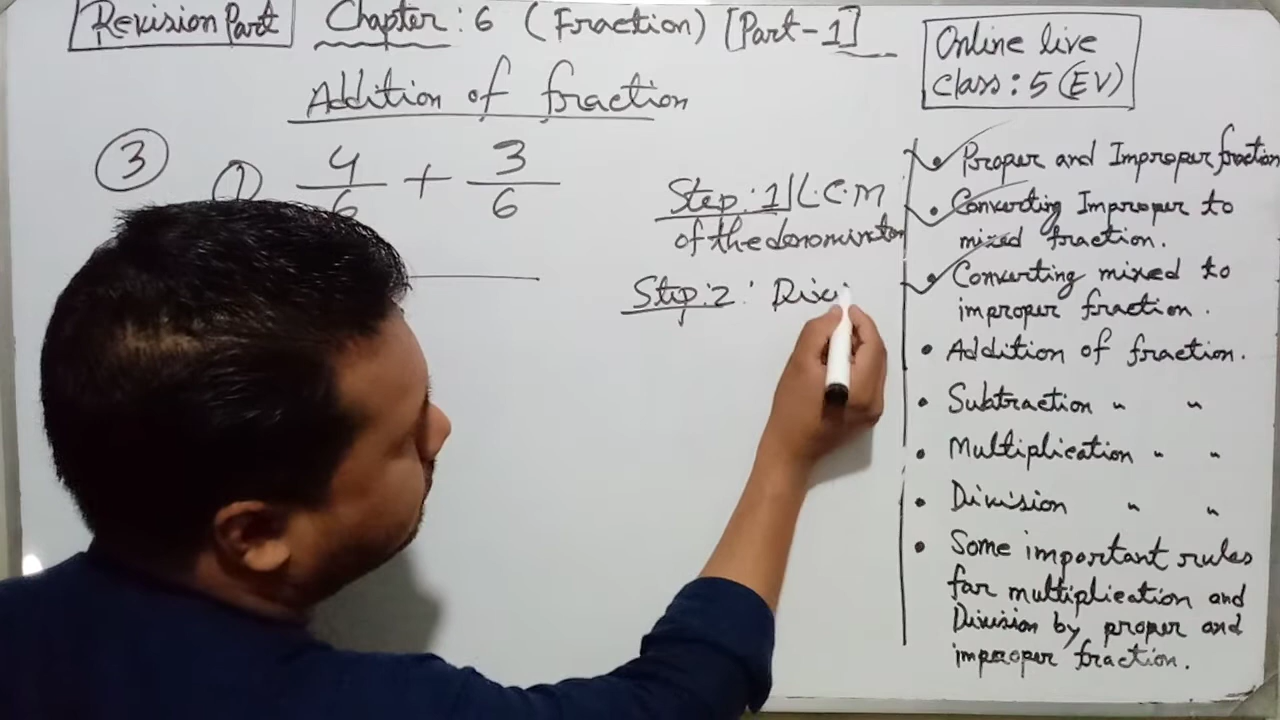 Revision Part
Chapter : 6 (Fraction) [Part-1]
Addition of fraction
③ ① 4/6 + 3/6
Step : 1 | L.C.M
of the denominator
Step : 2 : Divi
Online live
class : 5 (EV)
• Proper and Improper fraction
• Converting Improper to
mixed fraction.
• Converting mixed to
improper fraction.
• Addition of fraction.
• Subtraction " "
• Multiplication " "
• Division " "
• Some important rules
for multiplication and
Division by proper and
improper fraction.